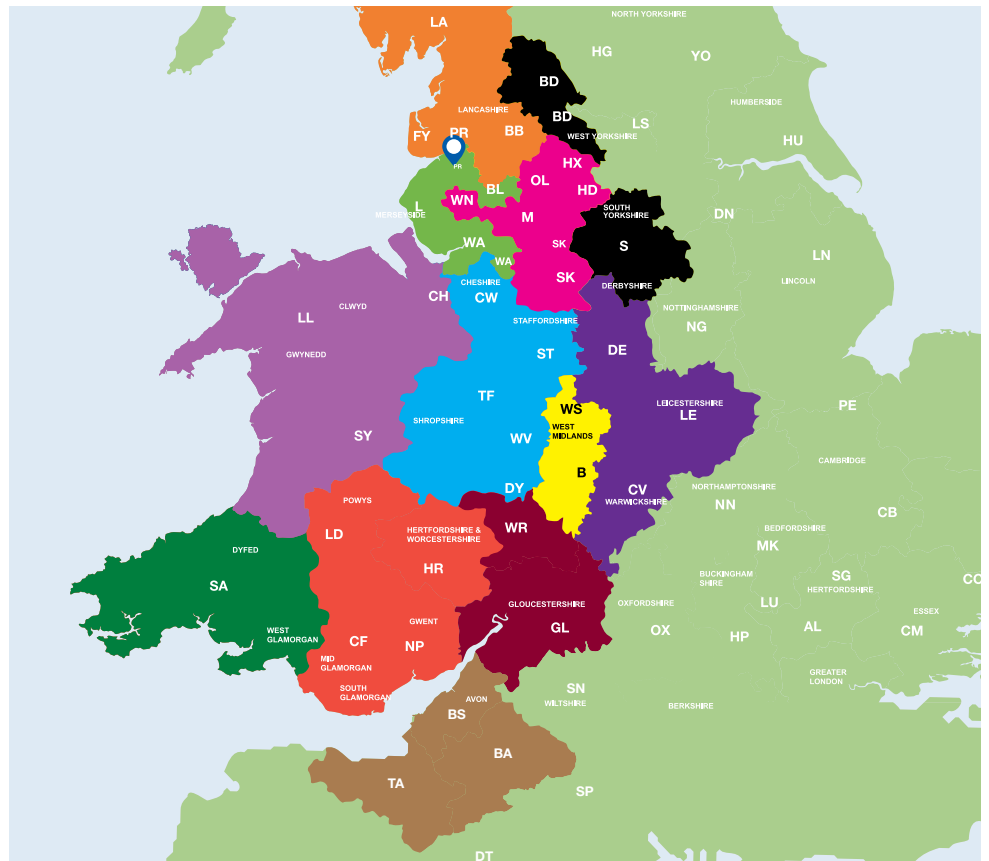 NORTH YORKSHIRE
LA
HG
YO
BD
HUMBERSIDE
LANCASHIRE
BD
LS
FY
PR
BB
WEST YORKSHIRE
HU
PR
HX
OL
BL
HD
WN
L
MERSEYSIDE
M
SOUTH
YORKSHIRE
DN
WA
SK
S
LN
WA
SK
LINCOLN
CHESHIRE
DERBYSHIRE
CH
CW
CLWYD
NOTTINGHAMSHIRE
LL
STAFFORDSHIRE
NG
GWYNEDD
ST
DE
TF
LEICESTERSHIRE
PE
WS
LE
SHROPSHIRE
WEST
MIDLANDS
SY
WV
CAMBRIDGE
B
DY
CV
NORTHAMPTONSHIRE
POWYS
WARWICKSHIRE
NN
CB
WR
BEDFORDSHIRE
LD
HERTFORDSHIRE &
WORCESTERSHIRE
MK
DYFED
HR
BUCKINGHAM
SHIRE
SG
CO
SA
HERTFORDSHIRE
GLOUCESTERSHIRE
OXFORDSHIRE
LU
ESSEX
GWENT
GL
OX
HP
AL
CM
WEST
GLAMORGAN
CF
NP
MID
GLAMORGAN
GREATER
LONDON
SOUTH
GLAMORGAN
SN
AVON
WILTSHIRE
BERKSHIRE
BS
BA
TA
SP
DT